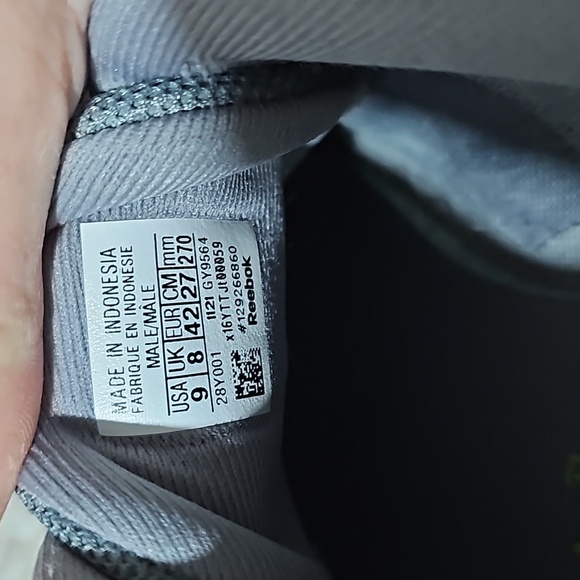 MADE IN INDONESIA
FABRIQUE EN INDONESIE
MALE/MALE
USA UK EUR CM mm
9 8 42 27 270
28Y001 1121 GY9564
x16YTTJt00059
#129266860
Reebok